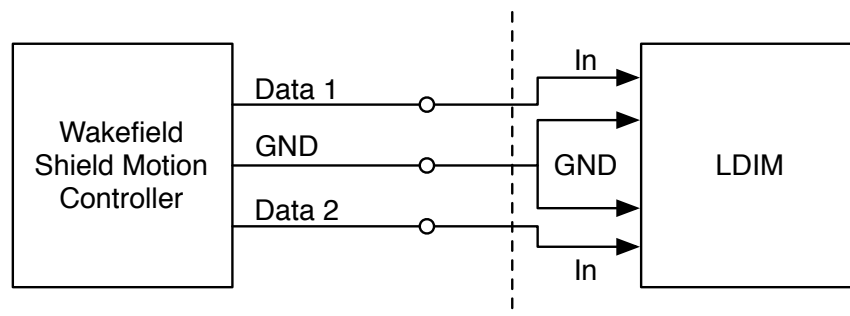 Wakefield
Shield Motion
Controller
Data 1
GND
Data 2
In
GND
In
LDIM